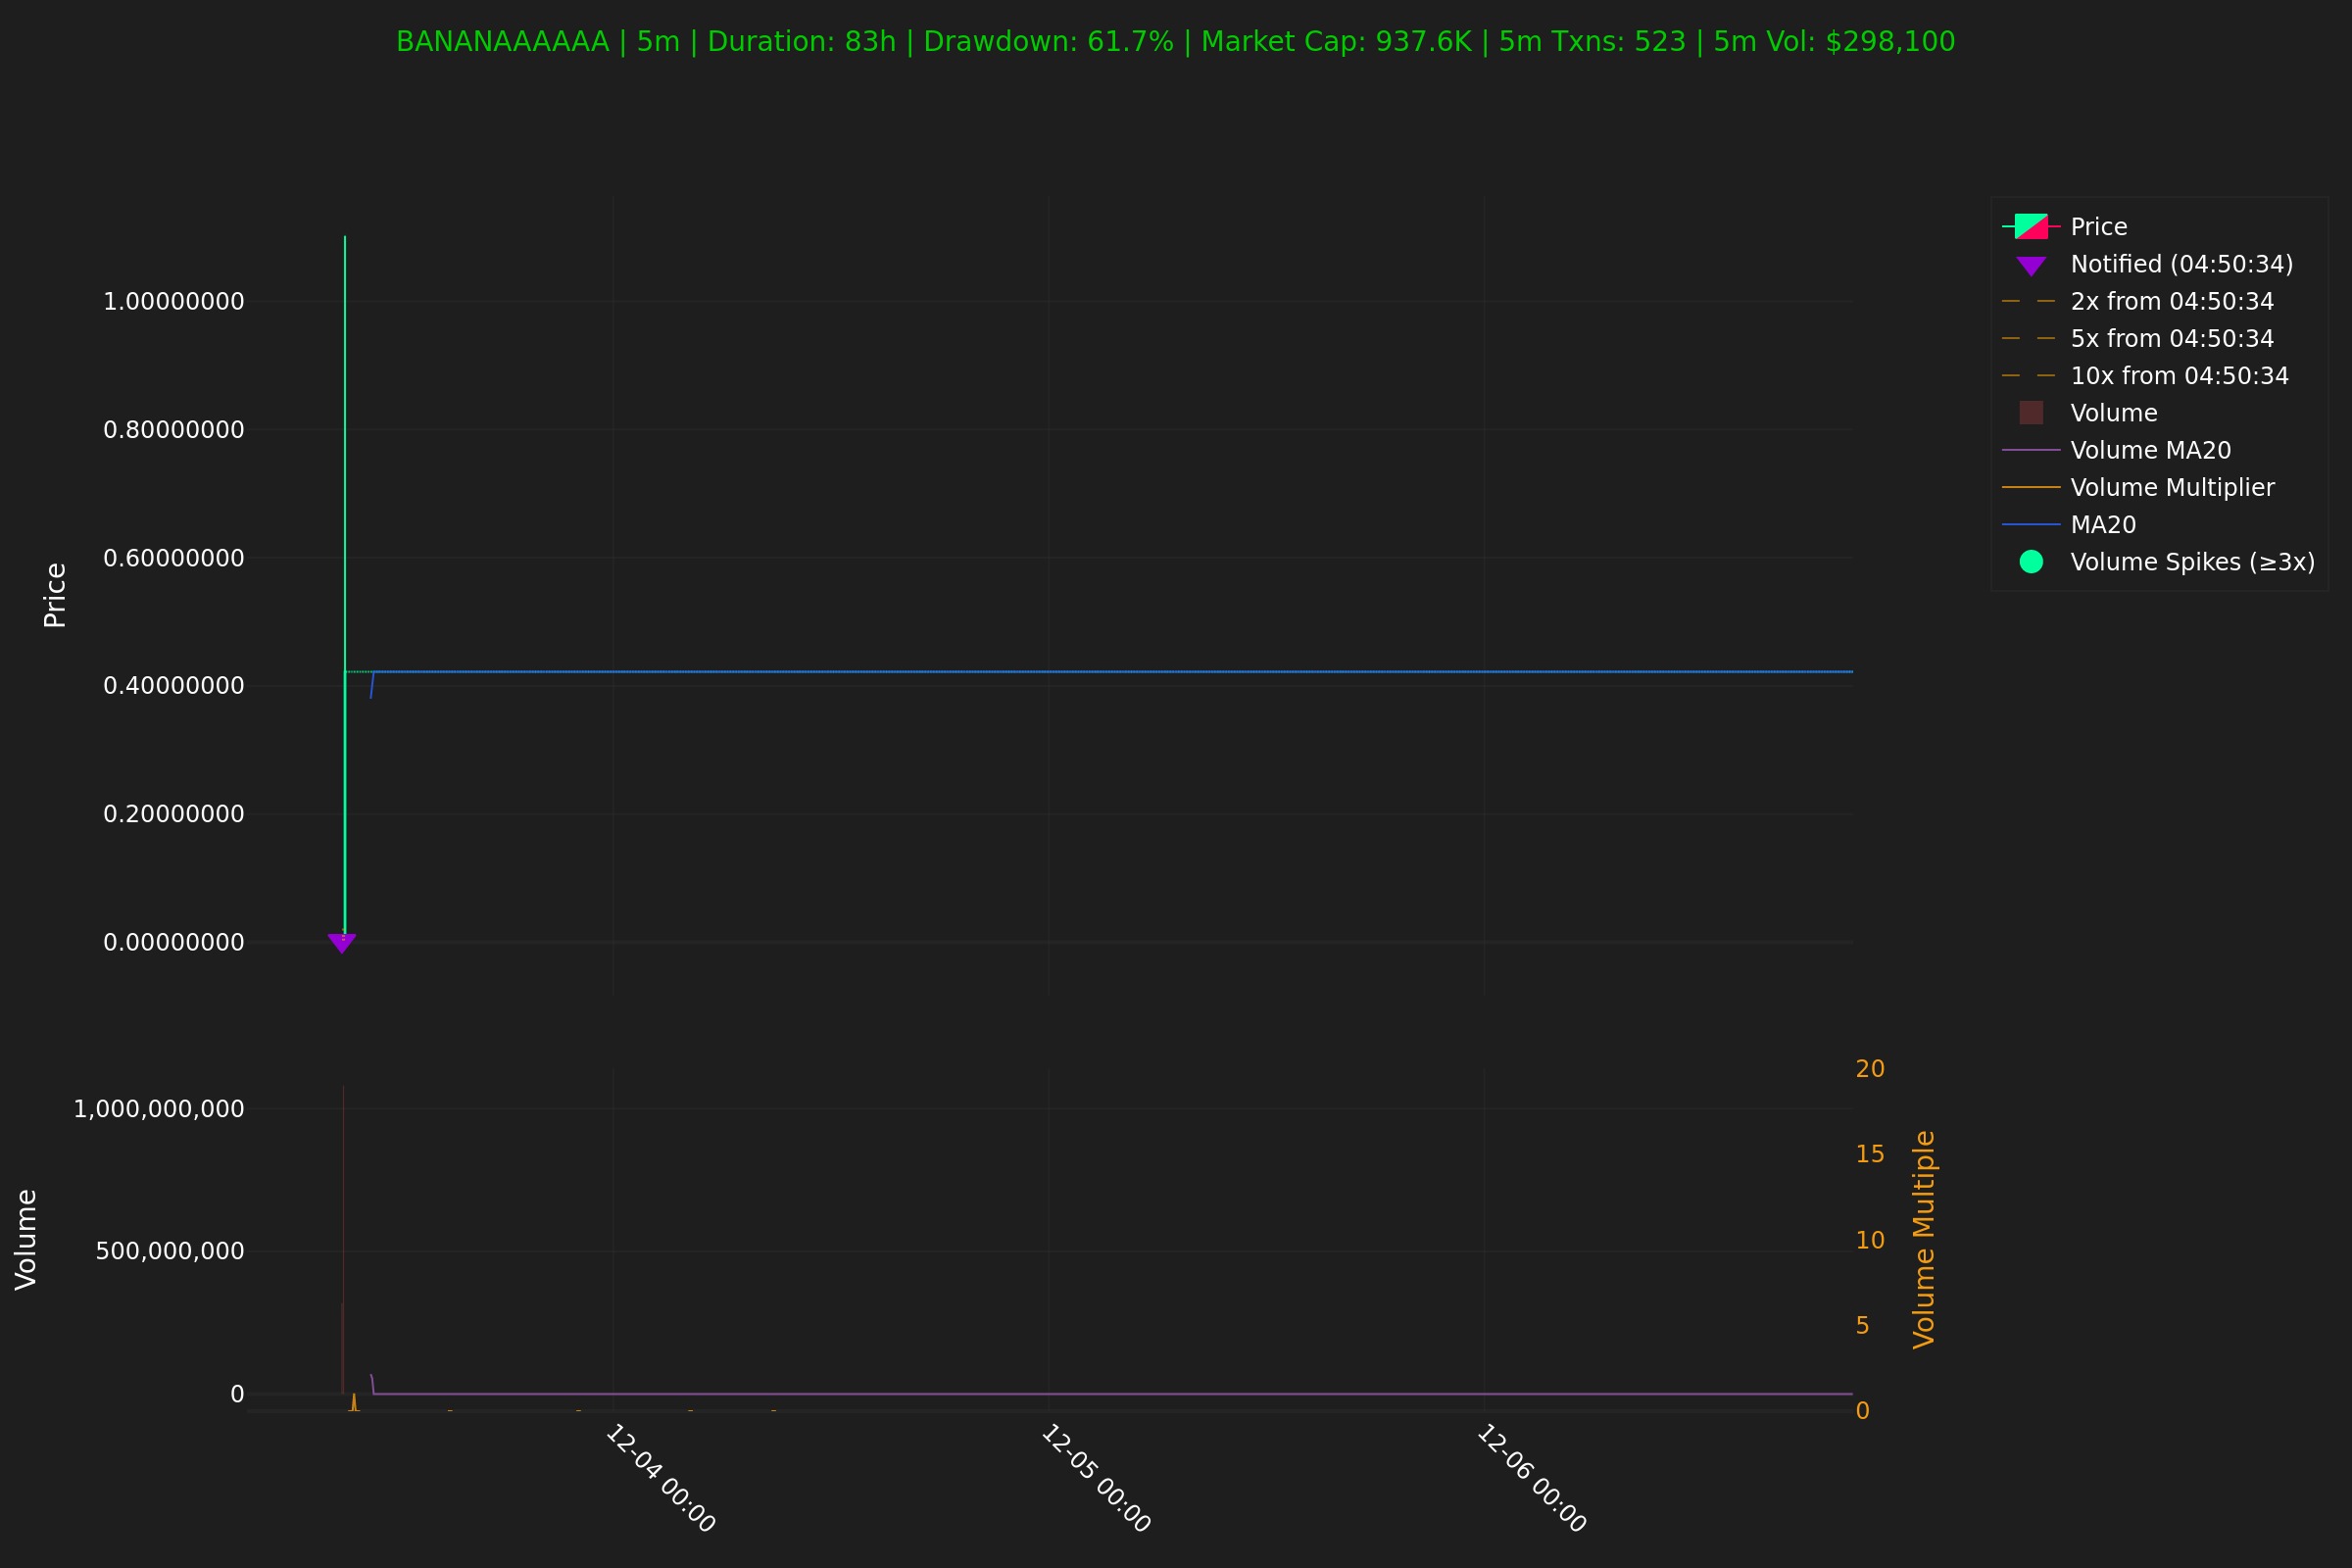 BANANAAAAAA | 5m | Duration: 83h | Drawdown: 61.7% | Market Cap: 937.6K | 5m Txns: 523 | 5m Vol: $298,100
Price
1.00000000
0.80000000
0.60000000
0.40000000
0.20000000
0.00000000
Price
Notified (04:50:34)
2x from 04:50:34
5x from 04:50:34
10x from 04:50:34
Volume
Volume MA20
Volume Multiplier
MA20
Volume Spikes (≥3x)
Volume
1,000,000,000
500,000,000
0
20
15
10
5
0
Volume Multiple
12-04 00:00
12-05 00:00
12-06 00:00